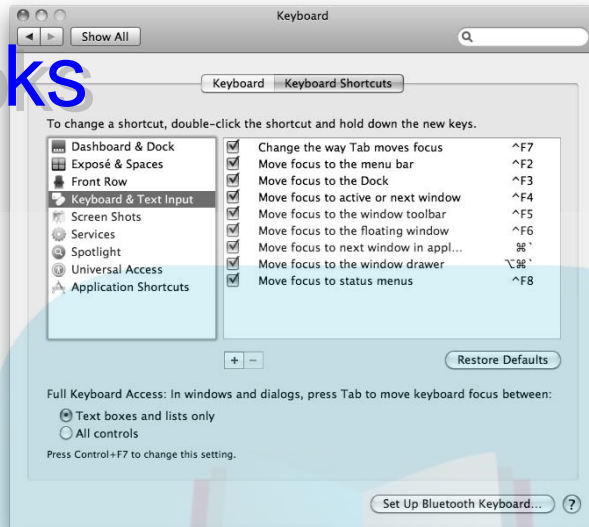 Keyboard
Show All
ks
Keyboard Keyboard Shortcuts
To change a shortcut, double-click the shortcut and hold down the new keys.
Dashboard & Dock
Exposé & Spaces
Front Row
Keyboard & Text Input
Screen Shots
Services
Spotlight
Universal Access
Application Shortcuts
Change the way Tab moves focus ^F7
Move focus to the menu bar ^F2
Move focus to the Dock ^F3
Move focus to active or next window ^F4
Move focus to the window toolbar ^F5
Move focus to the floating window ^F6
Move focus to next window in appl... ⌘`
Move focus to the window drawer ⌥⌘`
Move focus to status menus ^F8
+ −
Restore Defaults
Full Keyboard Access: In windows and dialogs, press Tab to move keyboard focus between:
Text boxes and lists only
All controls
Press Control+F7 to change this setting.
Set Up Bluetooth Keyboard... ?